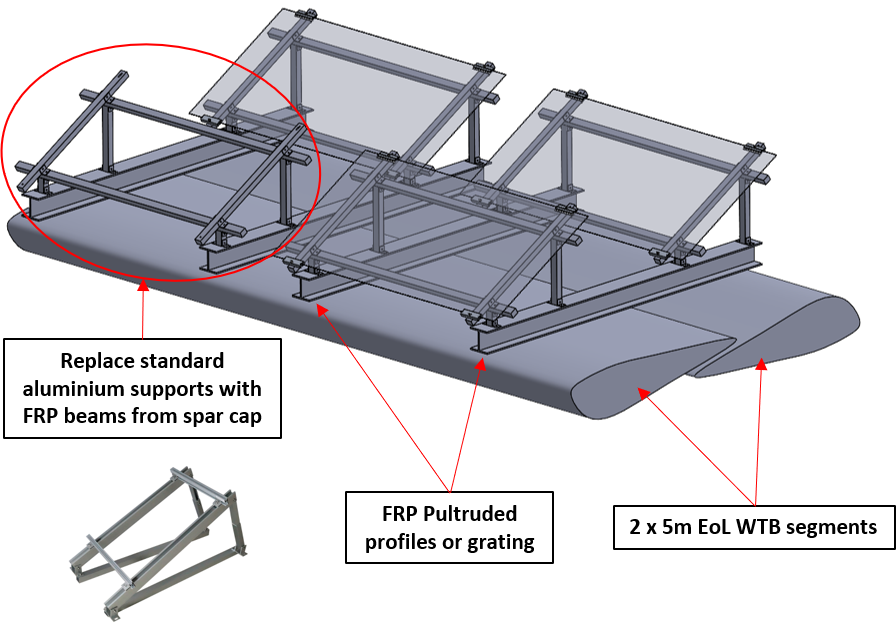 Replace standard
aluminium supports with
FRP beams from spar cap
FRP Pultruded
profiles or grating
2 x 5m EoL WTB segments